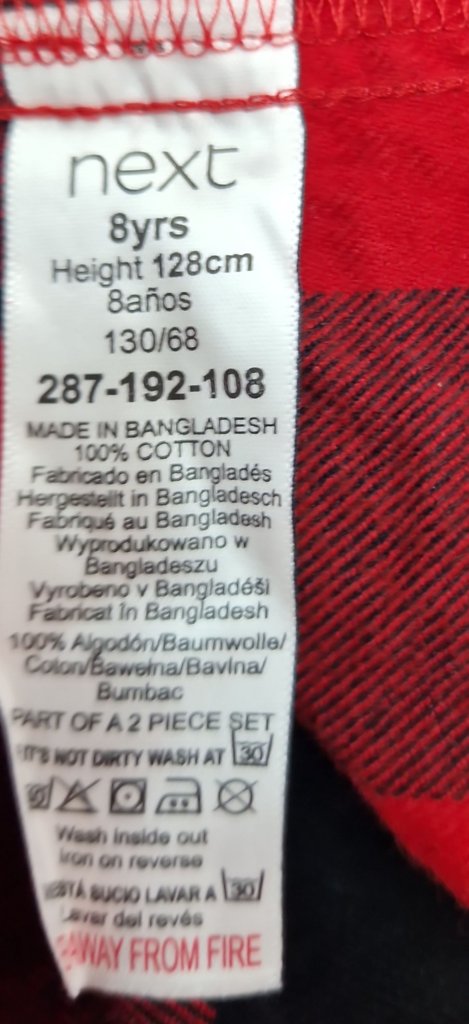 next
8yrs
Height 128cm
8años
130/68
287-192-108
MADE IN BANGLADESH
100% COTTON
Fabricado en Bangladés
Hergestellt in Bangladesch
Fabriqué au Bangladesh
Wyprodukowano w
Bangladeszu
Vyrobeno v Bangladéši
Fabricat în Bangladesh
100% Algodón/Baumwolle/
Coton/Bawełna/Bavlna/
Bumbac
PART OF A 2 PIECE SET
IT'S NOT DIRTY WASH AT 30
Wash inside out
Iron on reverse
ESTÁ SUCIO LAVAR A 30
Lavar del revés
AWAY FROM FIRE